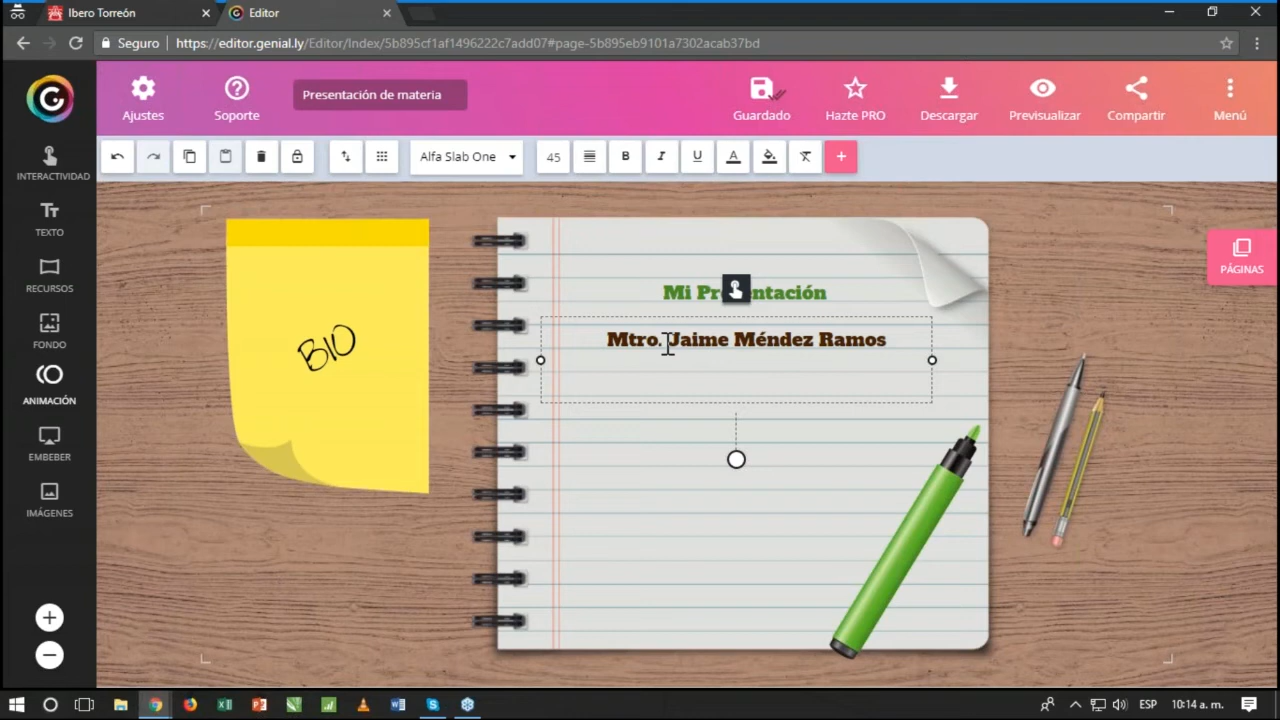 Ibero Torreón
Editor
Seguro
https://editor.genial.ly/Editor/Index/5b895cf1af1496222c7add07#page-5b895eb9101a7302acab37bd
Ajustes
Soporte
Presentación de materia
Guardado
Hazte PRO
Descargar
Previsualizar
Compartir
Menú
Alfa Slab One
45
B
I
U
A
INTERACTIVIDAD
TEXTO
RECURSOS
FONDO
ANIMACIÓN
EMBEBER
IMÁGENES
PÁGINAS
BIO
Mi Presentación
Mtro. Jaime Méndez Ramos
ESP
10:14 a. m.